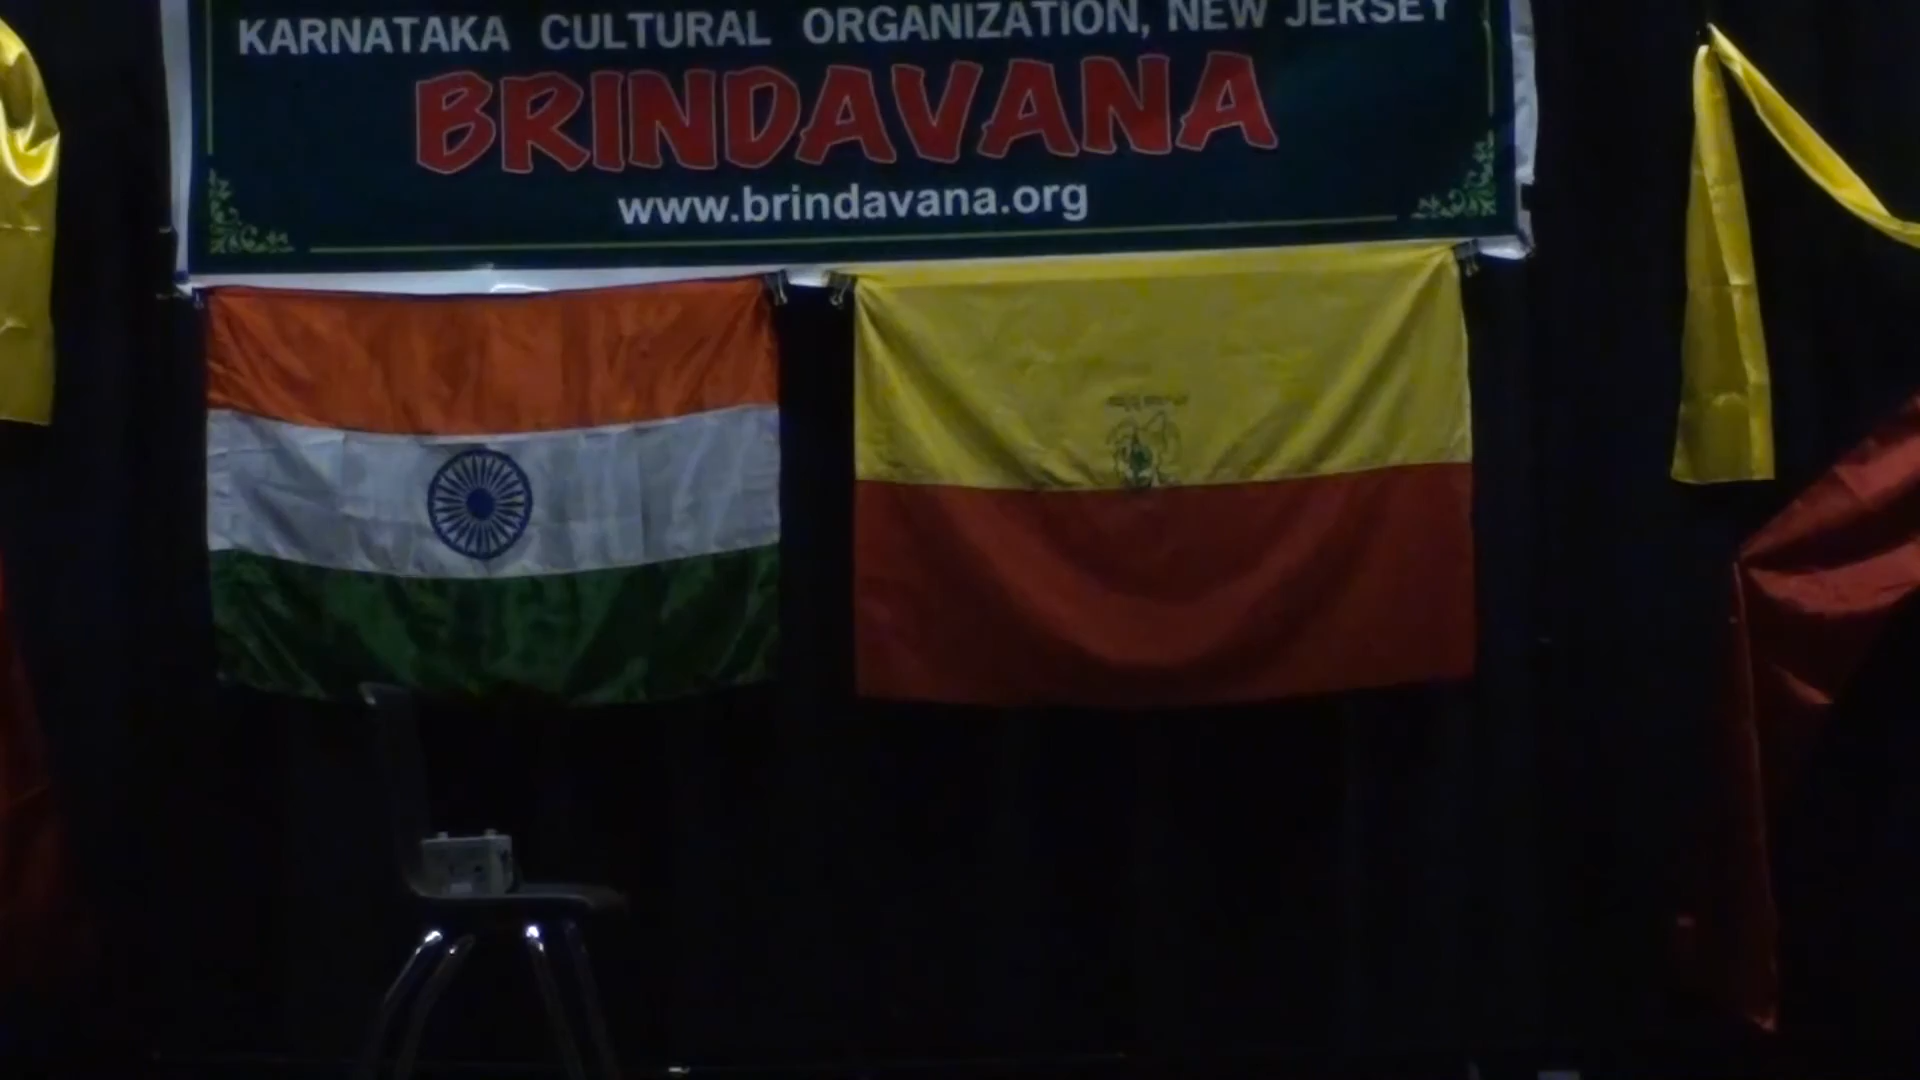 KARNATAKA CULTURAL ORGANIZATION, NEW JERSEY
BRINDAVANA
www.brindavana.org